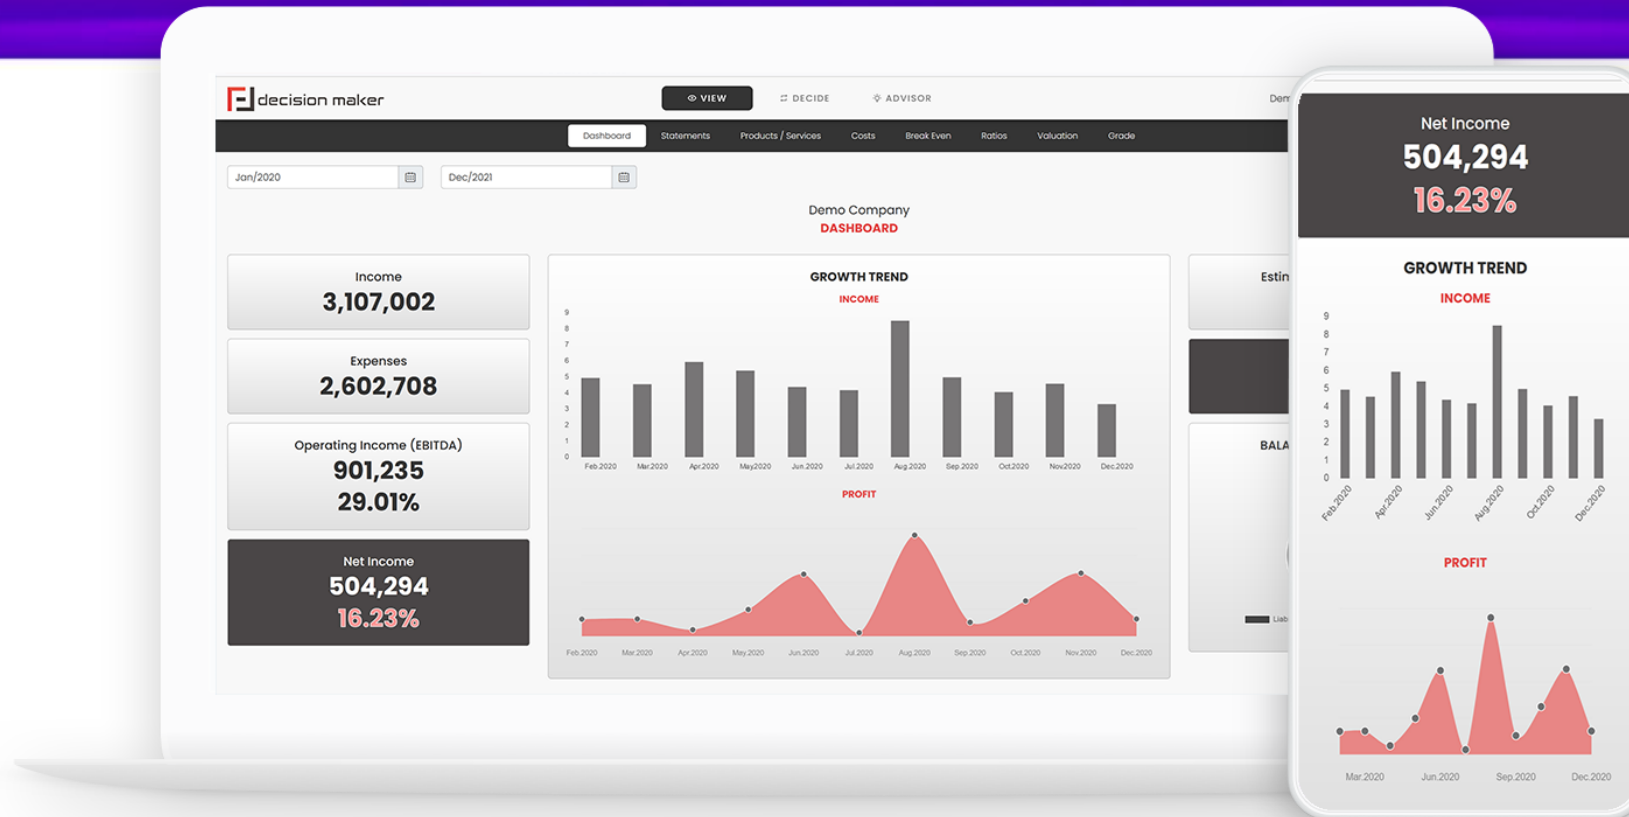 decision maker
VIEW
DECIDE
ADVISOR
Dashboard
Statements
Products / Services
Costs
Break Even
Ratios
Valuation
Grade
Jan/2020
Dec/2021
Demo Company
DASHBOARD
Income
3,107,002
Expenses
2,602,708
Operating Income (EBITDA)
901,235
29.01%
Net Income
504,294
16.23%
GROWTH TREND
INCOME
9
8
7
6
5
4
3
2
1
0
Feb.2020 Mar.2020 Apr.2020 May.2020 Jun.2020 Jul.2020 Aug.2020 Sep.2020 Oct.2020 Nov.2020 Dec.2020
PROFIT
Feb.2020 Mar.2020 Apr.2020 May.2020 Jun.2020 Jul.2020 Aug.2020 Sep.2020 Oct.2020 Nov.2020 Dec.2020
Estin
BALA
Liab
Net Income
504,294
16.23%
GROWTH TREND
INCOME
9
8
7
6
5
4
3
2
1
0
Feb.2020 Apr.2020 Jun.2020 Aug.2020 Oct.2020 Dec.2020
PROFIT
Mar.2020 Jun.2020 Sep.2020 Dec.2020